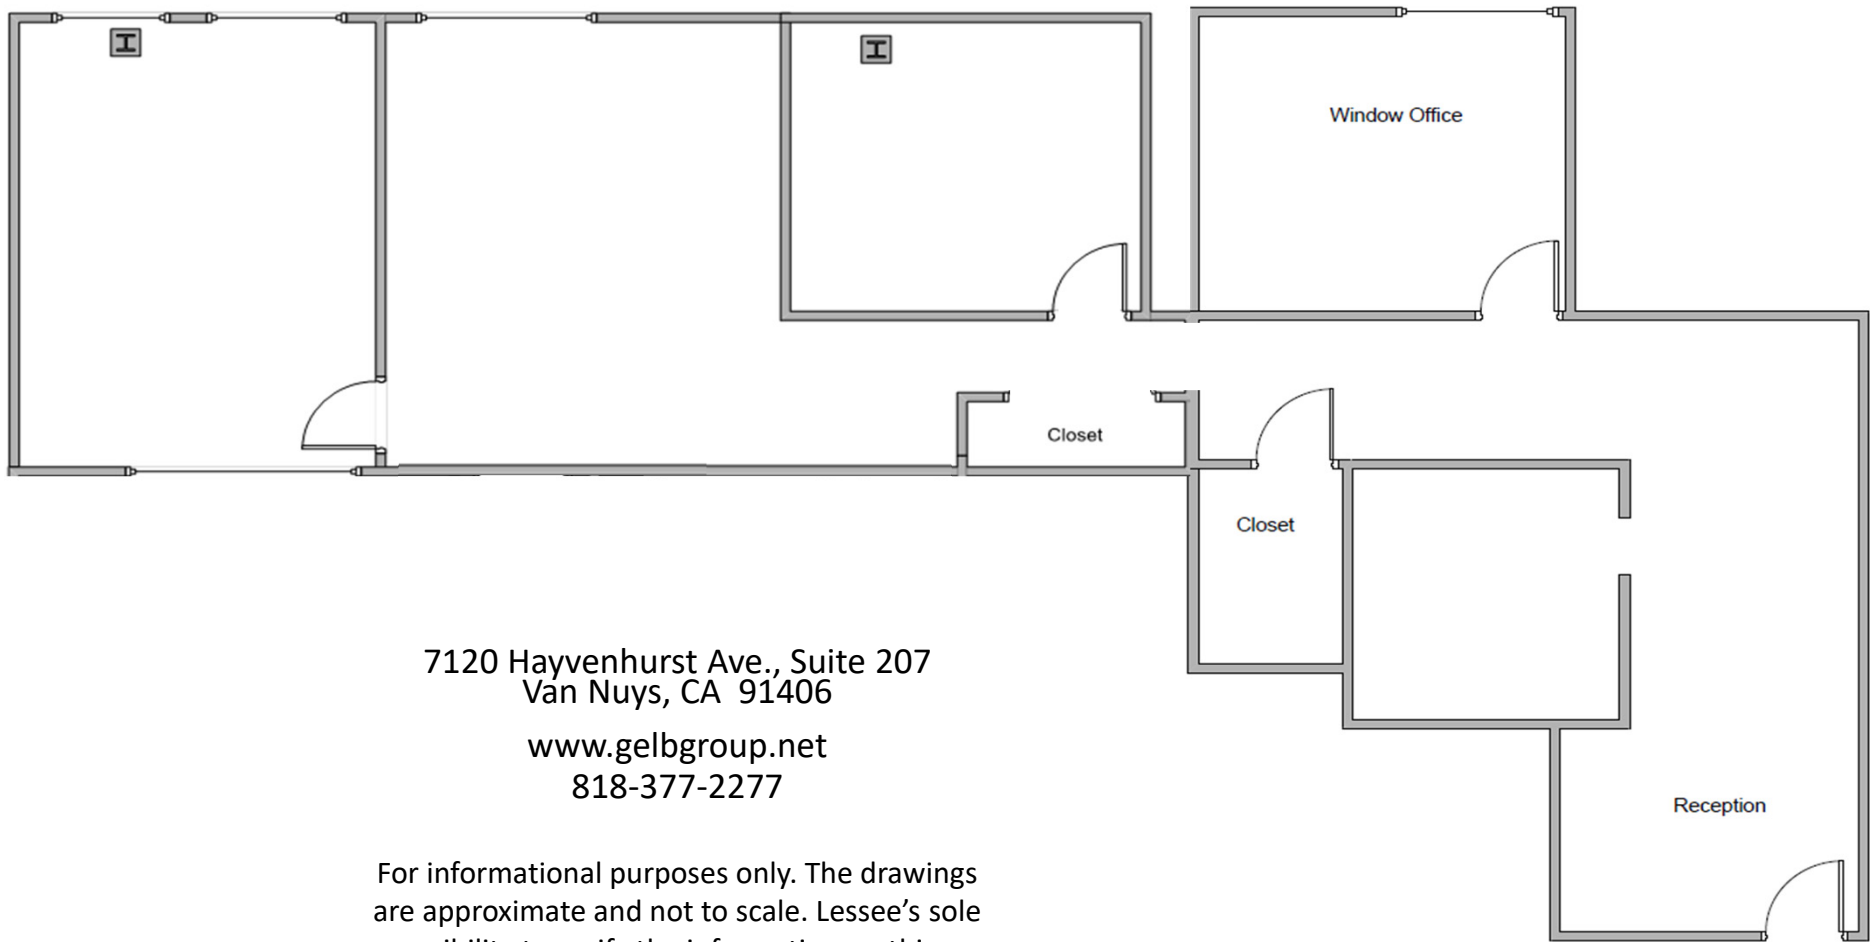 Window Office
Closet
Closet
7120 Hayvenhurst Ave., Suite 207
Van Nuys, CA 91406
www.gelbgroup.net
818-377-2277
Reception
For informational purposes only. The drawings
are approximate and not to scale. Lessee’s sole